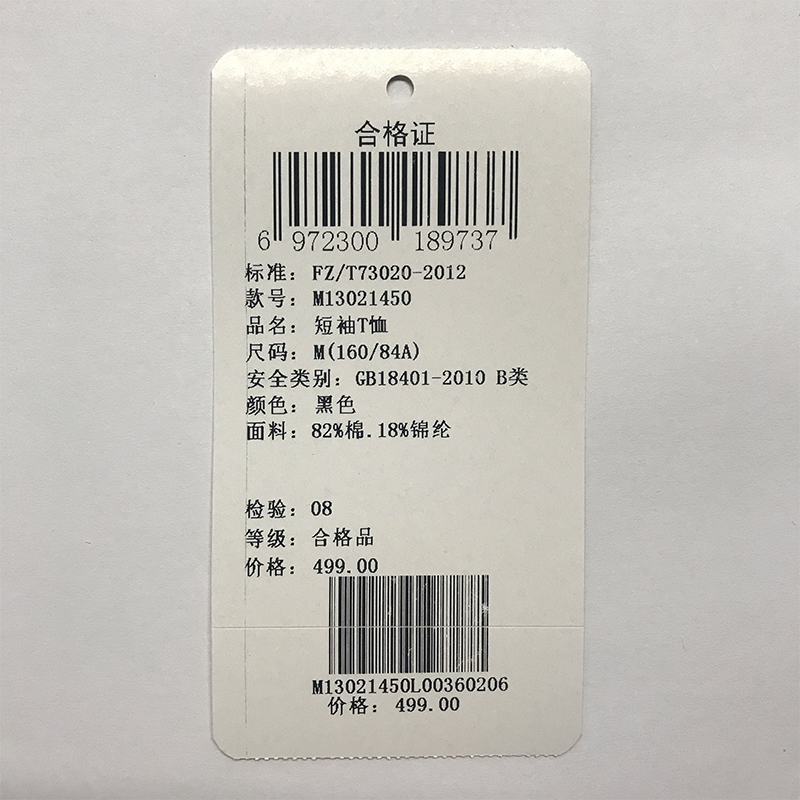 合格证
6 972300 189737
标准：FZ/T73020-2012
款号：M13021450
品名：短袖T恤
尺码：M(160/84A)
安全类别：GB18401-2010 B类
颜色：黑色
面料：82%棉.18%锦纶
检验：08
等级：合格品
价格：499.00
M13021450L00360206
价格：499.00